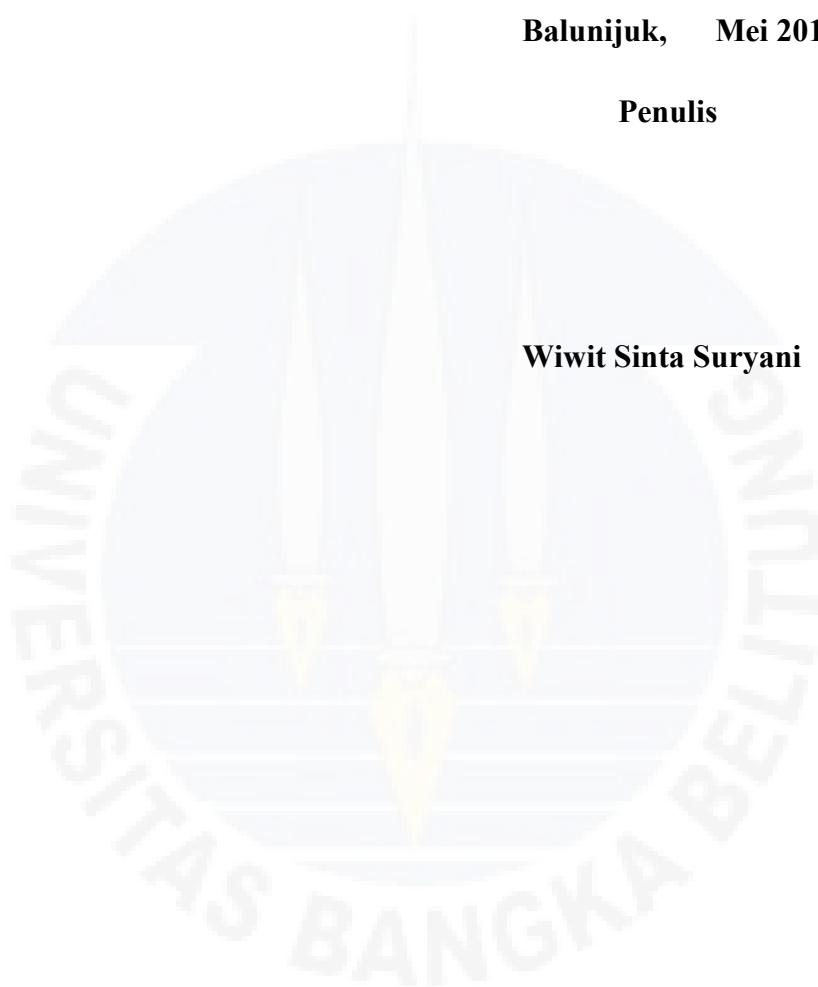 Balunijuk, Mei 201
Penulis
Wiwit Sinta Suryani
UNIVERSITAS BANGKA BELITUNG